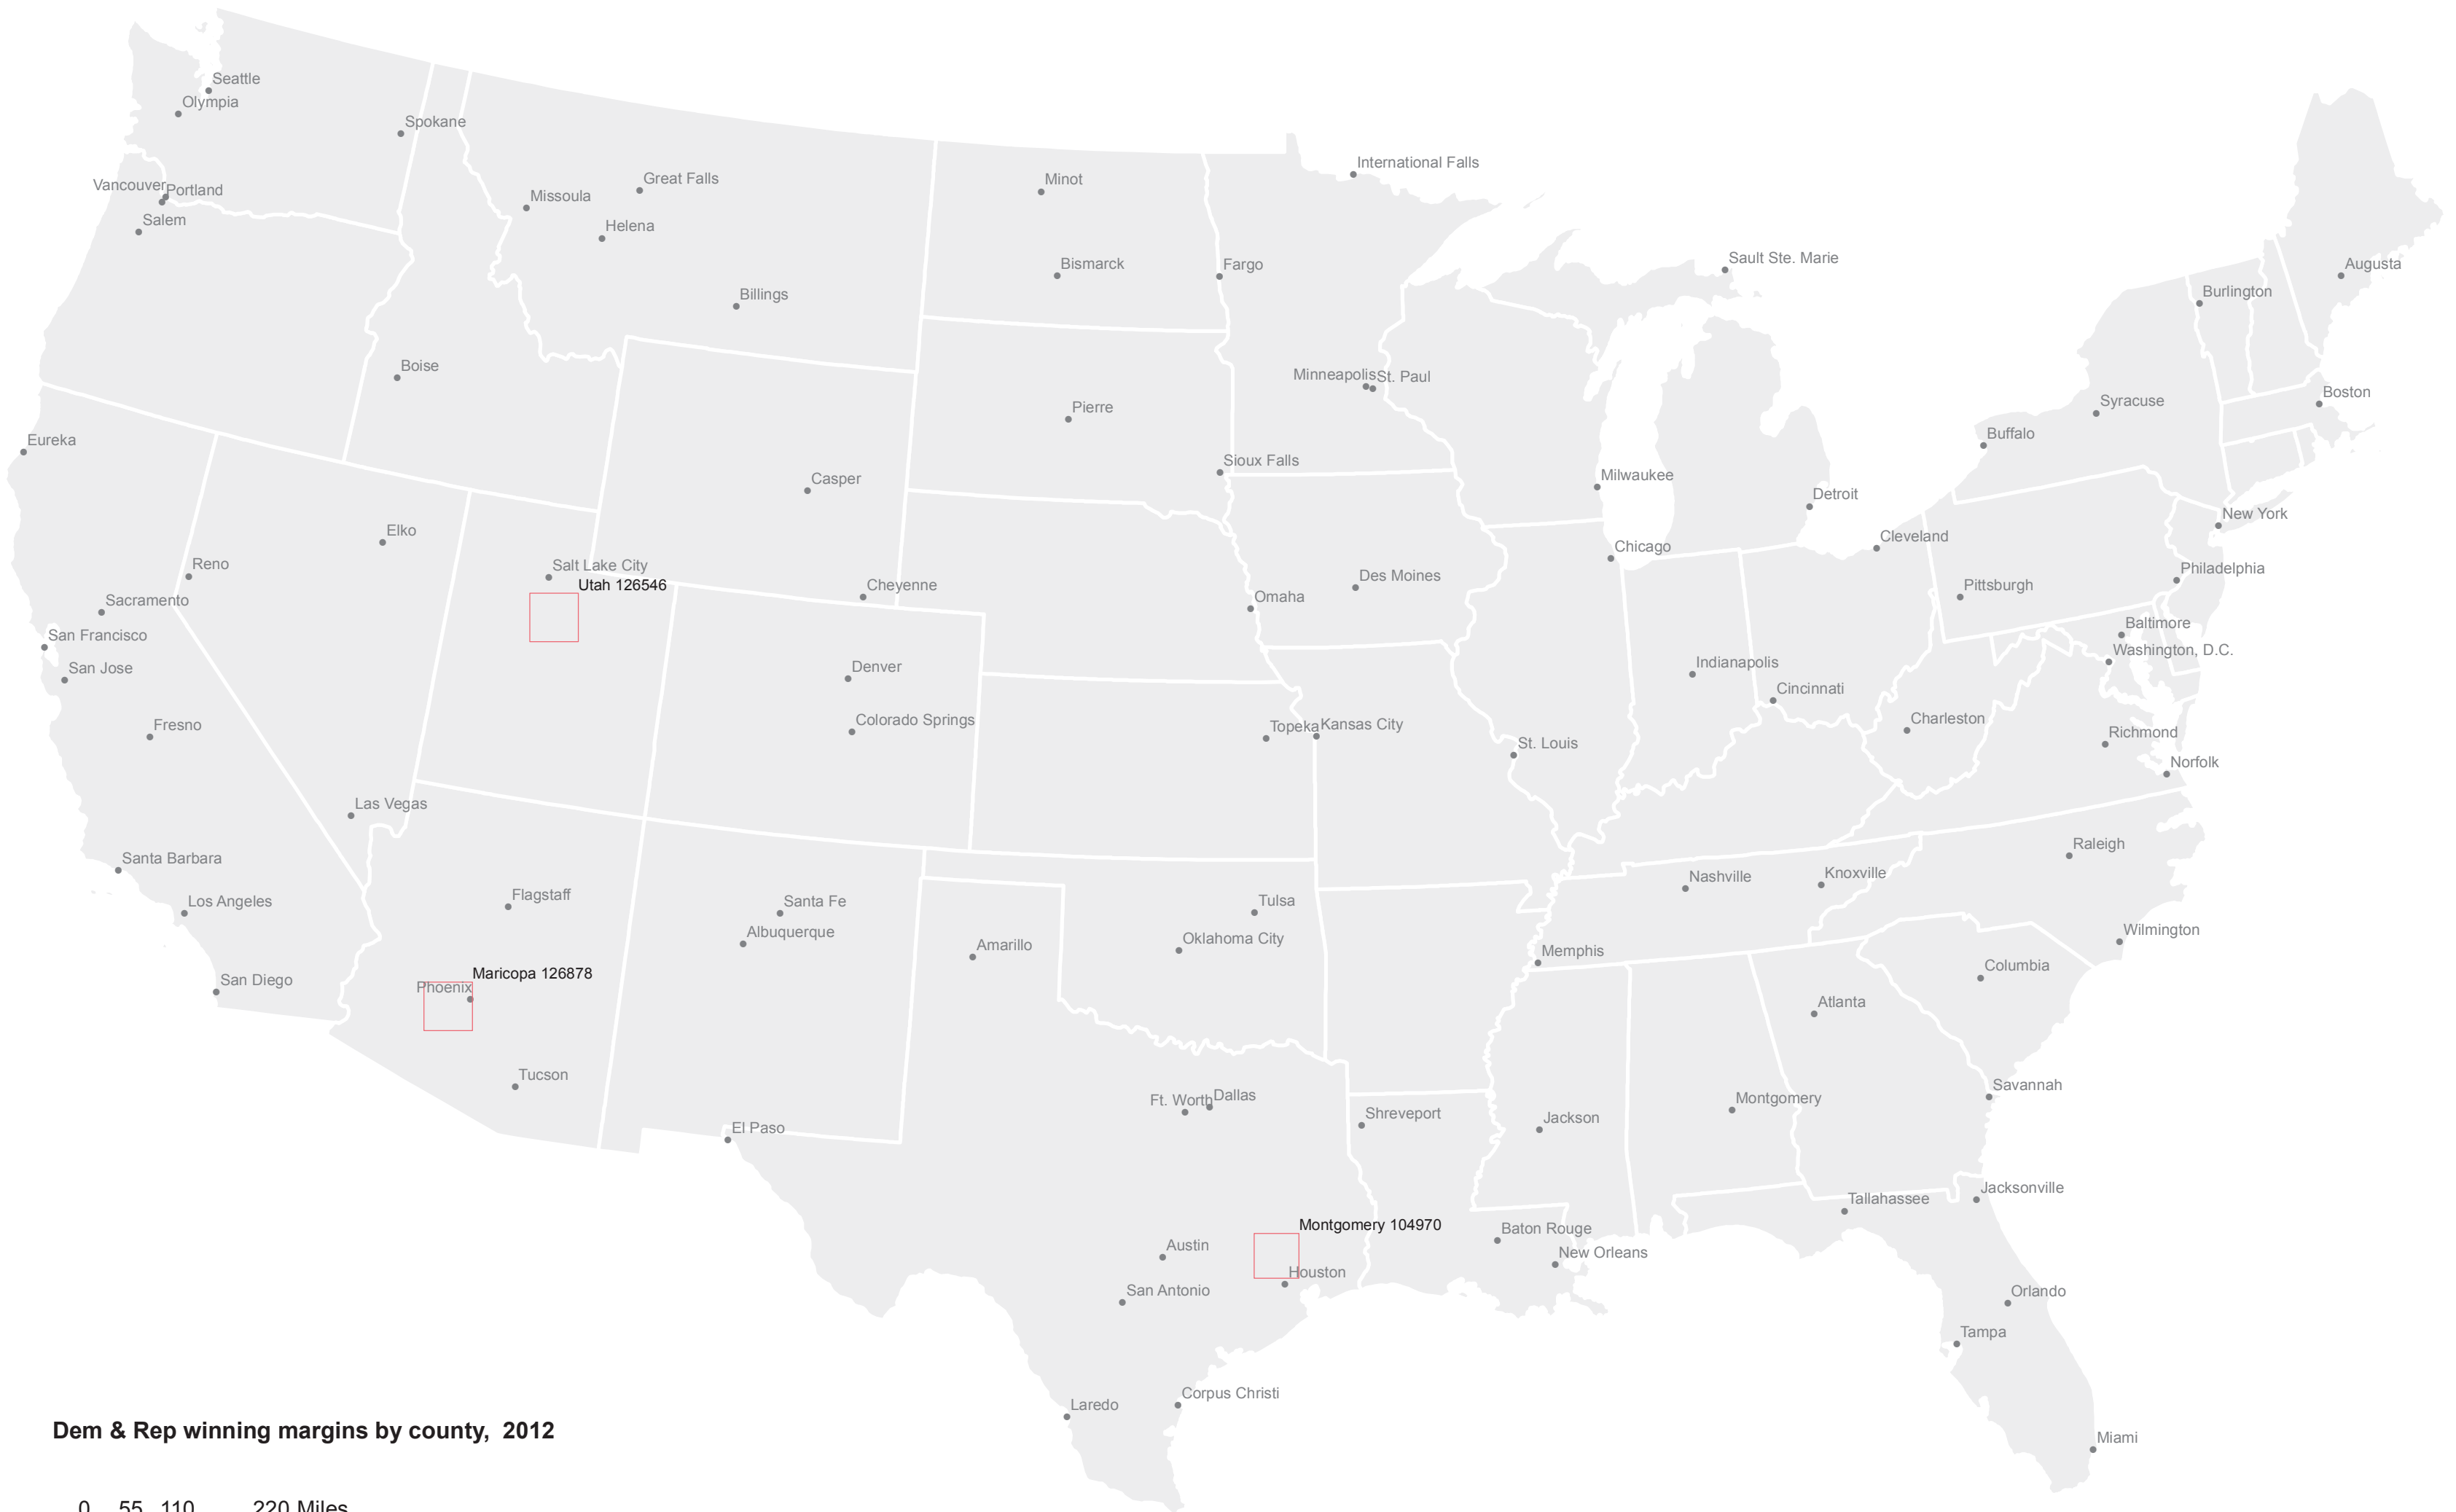 Seattle
Olympia
Spokane
Vancouver
Portland
Salem
Missoula
Great Falls
Helena
Billings
Minot
Bismarck
Fargo
International Falls
Sault Ste. Marie
Augusta
Burlington
Boise
Pierre
Minneapolis
St. Paul
Boston
Syracuse
Buffalo
Eureka
Casper
Sioux Falls
Milwaukee
Detroit
New York
Elko
Reno
Salt Lake City
Utah 126546
Cheyenne
Chicago
Cleveland
Des Moines
Omaha
Philadelphia
Pittsburgh
Sacramento
San Francisco
San Jose
Baltimore
Washington, D.C.
Denver
Indianapolis
Cincinnati
Colorado Springs
Fresno
Topeka
Kansas City
St. Louis
Charleston
Richmond
Norfolk
Las Vegas
Santa Barbara
Los Angeles
Flagstaff
Santa Fe
Albuquerque
Amarillo
Tulsa
Oklahoma City
Nashville
Knoxville
Raleigh
Memphis
Wilmington
Columbia
San Diego
Maricopa 126878
Phoenix
Atlanta
Tucson
Ft. Worth
Dallas
Shreveport
Jackson
Montgomery
Savannah
El Paso
Tallahassee
Jacksonville
Montgomery 104970
Austin
Houston
Baton Rouge
New Orleans
San Antonio
Orlando
Tampa
Laredo
Corpus Christi
Miami
Dem & Rep winning margins by county, 2012
0 55 110 220 Miles